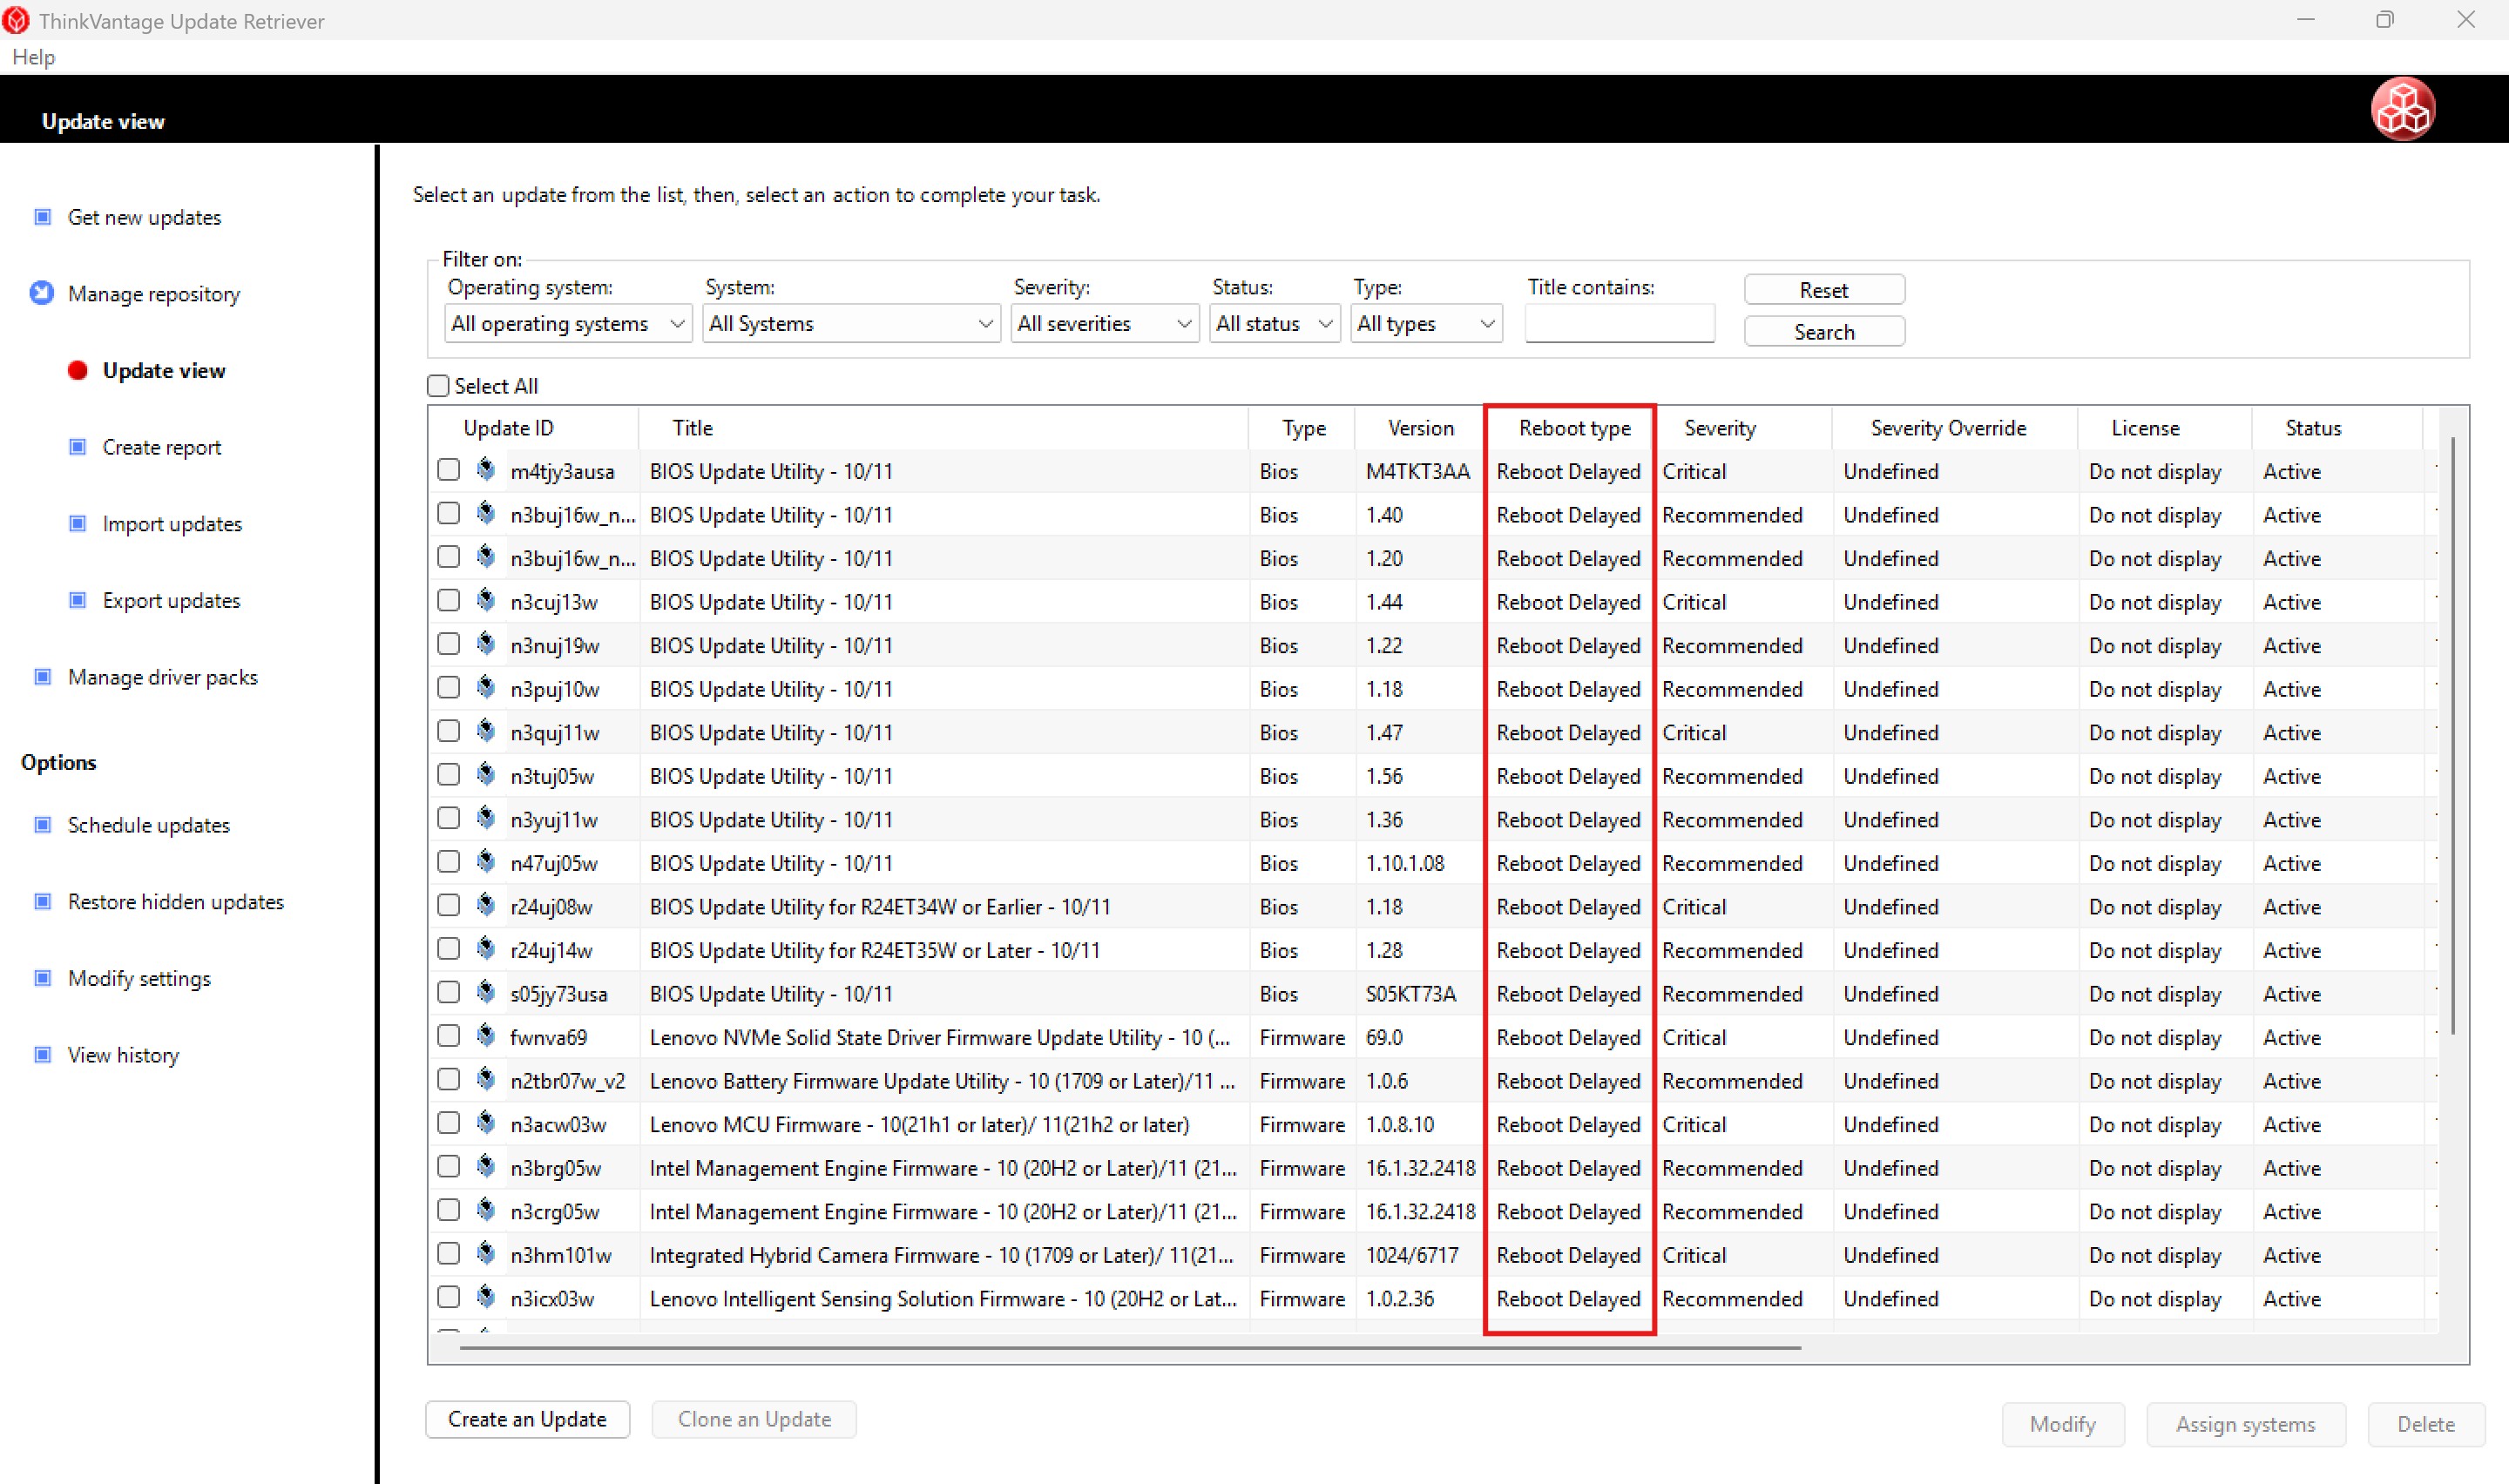 ThinkVantage Update Retriever
Help
Update view
Get new updates
Manage repository
Update view
Create report
Import updates
Export updates
Manage driver packs
Options
Schedule updates
Restore hidden updates
Modify settings
View history
Select an update from the list, then, select an action to complete your task.
Filter on:
Operating system: System: Severity: Status: Type: Title contains: Reset
All operating systems All Systems All severities All status All types Search
Select All
Update ID Title Type Version Reboot type Severity Severity Override License Status
m4tjy3ausa BIOS Update Utility - 10/11 Bios M4TKT3AA Reboot Delayed Critical Undefined Do not display Active
n3buj16w_n... BIOS Update Utility - 10/11 Bios 1.40 Reboot Delayed Recommended Undefined Do not display Active
n3buj16w_n... BIOS Update Utility - 10/11 Bios 1.20 Reboot Delayed Recommended Undefined Do not display Active
n3cuj13w BIOS Update Utility - 10/11 Bios 1.44 Reboot Delayed Critical Undefined Do not display Active
n3nuj19w BIOS Update Utility - 10/11 Bios 1.22 Reboot Delayed Recommended Undefined Do not display Active
n3puj10w BIOS Update Utility - 10/11 Bios 1.18 Reboot Delayed Recommended Undefined Do not display Active
n3quj11w BIOS Update Utility - 10/11 Bios 1.47 Reboot Delayed Critical Undefined Do not display Active
n3tuj05w BIOS Update Utility - 10/11 Bios 1.56 Reboot Delayed Recommended Undefined Do not display Active
n3yuj11w BIOS Update Utility - 10/11 Bios 1.36 Reboot Delayed Recommended Undefined Do not display Active
n47uj05w BIOS Update Utility - 10/11 Bios 1.10.1.08 Reboot Delayed Recommended Undefined Do not display Active
r24uj08w BIOS Update Utility for R24ET34W or Earlier - 10/11 Bios 1.18 Reboot Delayed Critical Undefined Do not display Active
r24uj14w BIOS Update Utility for R24ET35W or Later - 10/11 Bios 1.28 Reboot Delayed Recommended Undefined Do not display Active
s05jy73usa BIOS Update Utility - 10/11 Bios S05KT73A Reboot Delayed Recommended Undefined Do not display Active
fwnva69 Lenovo NVMe Solid State Driver Firmware Update Utility - 10 (... Firmware 69.0 Reboot Delayed Critical Undefined Do not display Active
n2tbr07w_v2 Lenovo Battery Firmware Update Utility - 10 (1709 or Later)/11 ... Firmware 1.0.6 Reboot Delayed Recommended Undefined Do not display Active
n3acw03w Lenovo MCU Firmware - 10(21h1 or later)/ 11(21h2 or later) Firmware 1.0.8.10 Reboot Delayed Critical Undefined Do not display Active
n3brg05w Intel Management Engine Firmware - 10 (20H2 or Later)/11 (21... Firmware 16.1.32.2418 Reboot Delayed Recommended Undefined Do not display Active
n3crg05w Intel Management Engine Firmware - 10 (20H2 or Later)/11 (21... Firmware 16.1.32.2418 Reboot Delayed Recommended Undefined Do not display Active
n3hm101w Integrated Hybrid Camera Firmware - 10 (1709 or Later)/ 11(21... Firmware 1024/6717 Reboot Delayed Critical Undefined Do not display Active
n3icx03w Lenovo Intelligent Sensing Solution Firmware - 10 (20H2 or Lat... Firmware 1.0.2.36 Reboot Delayed Recommended Undefined Do not display Active
Create an Update Clone an Update Modify Assign systems Delete